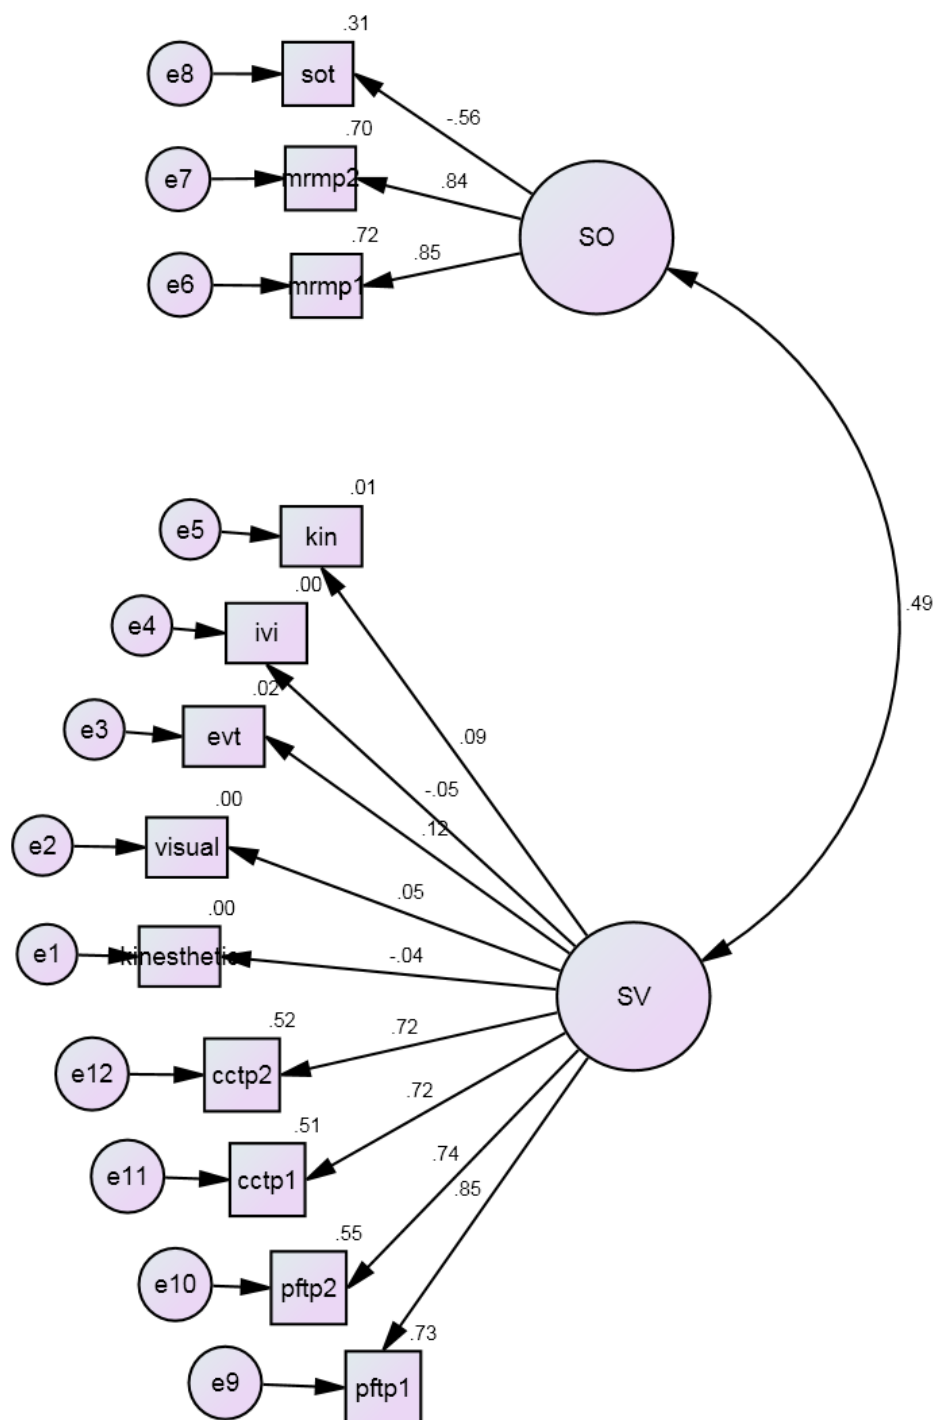 .31
e8
sot
-.56
.70
e7
mrmp2
.84
SO
.72
e6
mrmp1
.85
.01
e5
kin
.00
e4
ivi
.49
.02
e3
evt
.09
-.05
.12
.00
e2
visual
.05
.00
e1
kinesthetic
-.04
SV
.52
e12
cctp2
.72
.51
e11
cctp1
.72
.74
.85
.55
e10
pftp2
.73
e9
pftp1